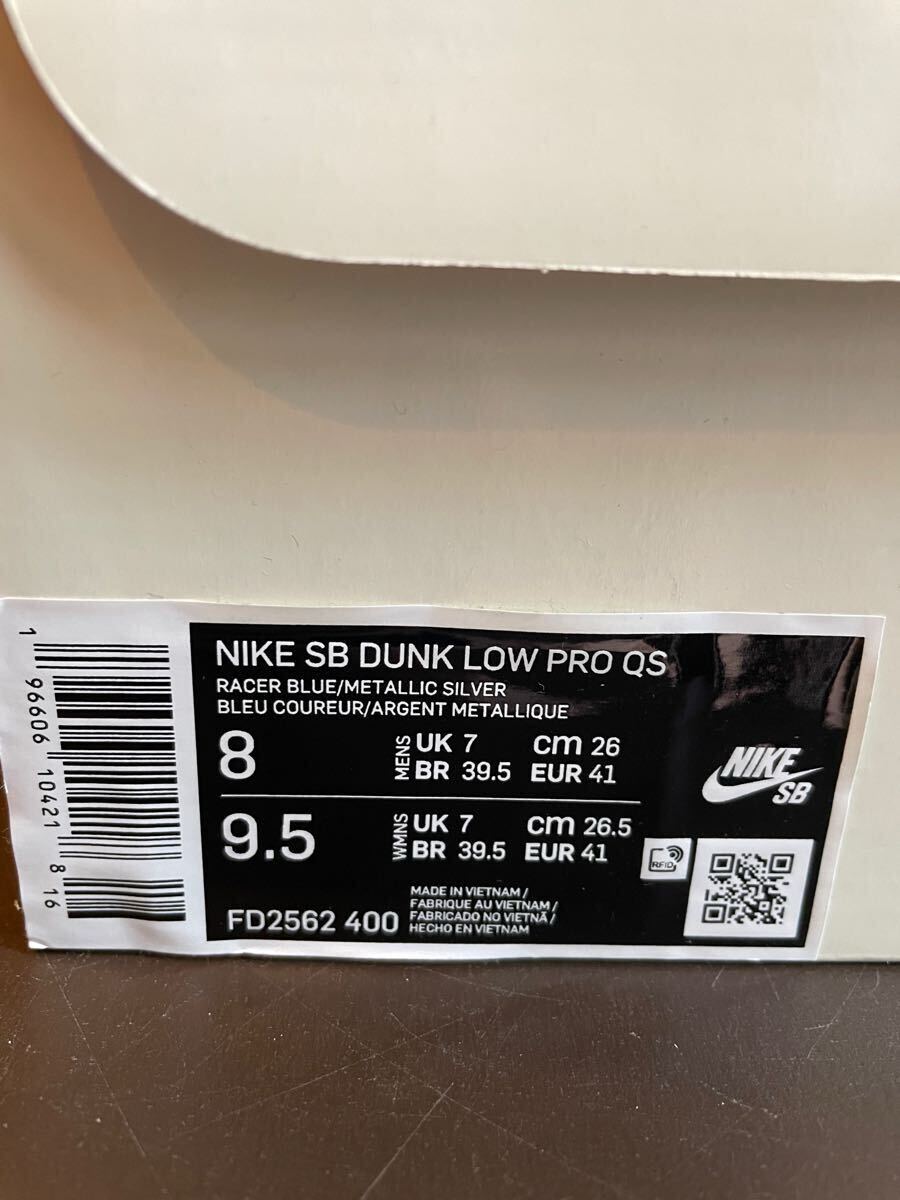 NIKE SB DUNK LOW PRO QS
RACER BLUE/METALLIC SILVER
BLEU COUREUR/ARGENT METALLIQUE
8 MENS UK 7 cm 26
BR 39.5 EUR 41
9.5 WMNS UK 7 cm 26.5
BR 39.5 EUR 41
FD2562 400
MADE IN VIETNAM /
FABRIQUE AU VIETNAM /
FABRICADO NO VIETNÃ /
HECHO EN VIETNAM
NIKE
SB
RFID
1 96606 10421 8 16